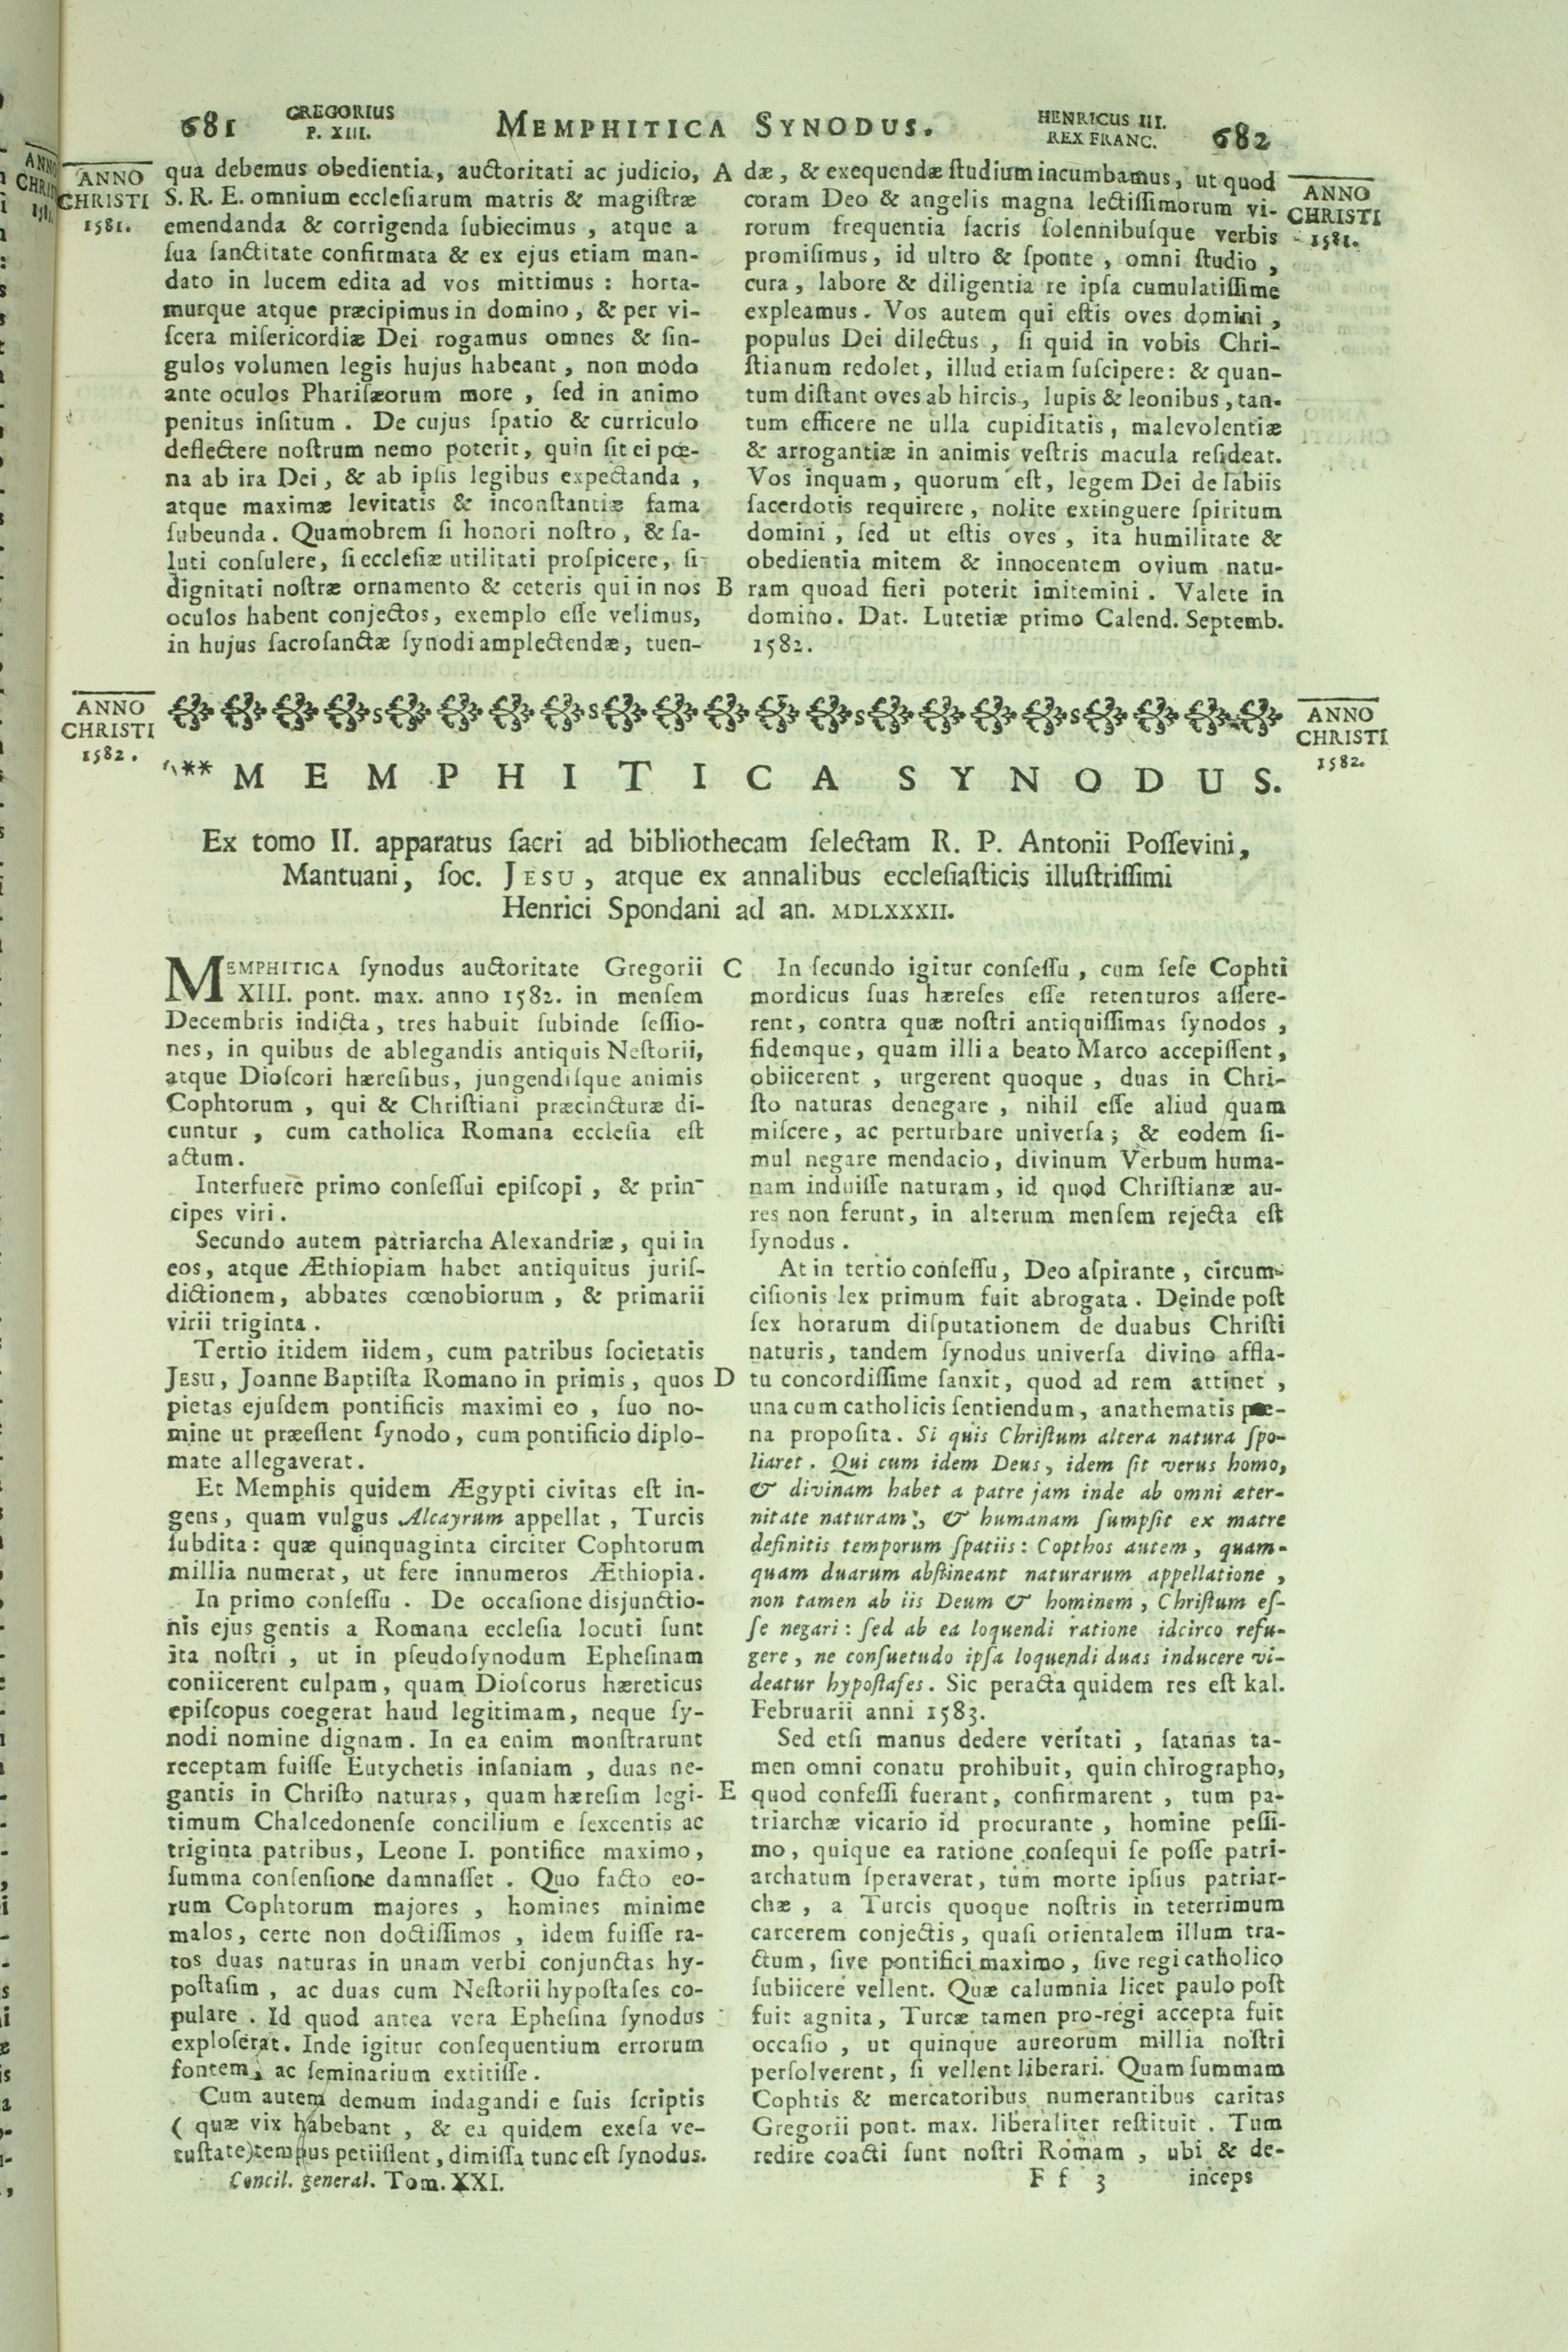 681
GREGORIUS
P. XIII.
MEMPHITICA SYNODUS.
HENRICUS III.
REX FRANC.
682
ANNO
CHRISTI
1581.
qua debemus obedientia, auctoritati ac judicio,
S. R. E. omnium eccleſiarum matris & magiſtræ
emendanda & corrigenda ſubiecimus , atque a
ſua ſanctitate confirmata & ex ejus etiam man-
dato in lucem edita ad vos mittimus : horta-
murque atque præcipimus in domino , & per vi-
ſcera miſericordiæ Dei rogamus omnes & ſin-
gulos volumen legis hujus habeant , non modo
ante oculos Phariſæorum more , ſed in animo
penitus inſitum . De cujus ſpatio & curriculo
deflectere noſtrum nemo poterit, quin ſit ei pœ-
na ab ira Dei, & ab ipſis legibus expectanda ,
atque maximæ levitatis & inconſtantiæ fama
ſubeunda . Quamobrem ſi honori noſtro , & ſa-
luti conſulere, ſi eccleſiæ utilitati proſpicere, ſi
dignitati noſtræ ornamento & ceteris qui in nos
oculos habent conjectos, exemplo eſſe velimus,
in hujus ſacroſanctæ ſynodi amplectendæ, tuen-
A
B
dæ , & exequendæ ſtudium incumbamus, ut quod
coram Deo & angelis magna lectiſſimorum vi-
rorum frequentia ſacris ſolennibuſque verbis
promiſimus, id ultro & ſponte , omni ſtudio ,
cura , labore & diligentia re ipſa cumulatiſſime
expleamus . Vos autem qui eſtis oves domini ,
populus Dei dilectus , ſi quid in vobis Chri-
ſtianum redolet, illud etiam ſuſcipere: & quan-
tum diſtant oves ab hircis, lupis & leonibus , tan-
tum efficere ne ulla cupiditatis, malevolentiæ
& arrogantiæ in animis veſtris macula reſideat.
Vos inquam, quorum eſt, legem Dei de labiis
ſacerdotis requirere, nolite extinguere ſpiritum
domini , ſed ut eſtis oves , ita humilitate &
obedientia mitem & innocentem ovium natu-
ram quoad fieri poterit imitemini . Valete in
domino. Dat. Lutetiæ primo Calend. Septemb.
1582.
ANNO
CHRISTI
1581.
ANNO
CHRISTI
1582.
ANNO
CHRISTI
1582.
** MEMPHITICA SYNODUS.
Ex tomo II. apparatus ſacri ad bibliothecam ſelectam R. P. Antonii Poſſevini,
Mantuani, ſoc. JESU, atque ex annalibus eccleſiaſticis illuſtriſſimi
Henrici Spondani ad an. MDLXXXII.
MEMPHITICA ſynodus auctoritate Gregorii
XIII. pont. max. anno 1582. in menſem
Decembris indicta, tres habuit ſubinde ſeſſio-
nes, in quibus de ablegandis antiquis Neſtorii,
atque Dioſcori hæreſibus, jungendiſque animis
Cophtorum , qui & Chriſtiani præcincturæ di-
cuntur , cum catholica Romana eccleſia eſt
actum.
Interfuere primo conſeſſui epiſcopi , & prin-
cipes viri.
Secundo autem patriarcha Alexandriæ, qui in
eos, atque Æthiopiam habet antiquitus juriſ-
dictionem, abbates cœnobiorum , & primarii
virii triginta .
Tertio itidem iidem, cum patribus ſocietatis
JESU, Joanne Baptiſta Romano in primis, quos
pietas ejuſdem pontificis maximi eo , ſuo no-
mine ut præeſſent ſynodo, cum pontificio diplo-
mate allegaverat.
Et Memphis quidem Ægypti civitas eſt in-
gens, quam vulgus Alcayrum appellat , Turcis
ſubdita: quæ quinquaginta circiter Cophtorum
millia numerat, ut fere innumeros Æthiopia.
In primo conſeſſu . De occaſione disjunctio-
nis ejus gentis a Romana eccleſia locuti ſunt
ita noſtri , ut in pſeudoſynodum Epheſinam
coniicerent culpam, quam Dioſcorus hæreticus
epiſcopus coegerat haud legitimam, neque ſy-
nodi nomine dignam. In ea enim monſtrarunt
receptam fuiſſe Eutychetis inſaniam , duas ne-
gantis in Chriſto naturas, quam hæreſim legi-
timum Chalcedonenſe concilium e ſexcentis ac
triginta patribus, Leone I. pontifice maximo,
ſumma conſenſione damnaſſet . Quo facto eo-
rum Cophtorum majores , homines minime
malos, certe non doctiſſimos , idem fuiſſe ra-
tos duas naturas in unam verbi conjunctas hy-
poſtaſim , ac duas cum Neſtorii hypoſtaſes co-
pulare . Id quod antea vera Epheſina ſynodus
exploſerat. Inde igitur conſequentium errorum
fontem, ac ſeminarium extitiſſe.
Cum autem demum indagandi e ſuis ſcriptis
( quæ vix habebant , & ea quidem exeſa ve-
tuſtate) tempus petiiſſent, dimiſſa tunc eſt ſynodus.
C
D
E
In ſecundo igitur conſeſſu , cum ſeſe Cophti
mordicus ſuas hæreſes eſſe retenturos aſſere-
rent, contra quæ noſtri antiquiſſimas ſynodos ,
fidemque, quam illi a beato Marco accepiſſent,
obiicerent , urgerent quoque , duas in Chri-
ſto naturas denegare , nihil eſſe aliud quam
miſcere, ac perturbare univerſa; & eodem ſi-
mul negare mendacio, divinum Verbum huma-
nam induiſſe naturam, id quod Chriſtianæ au-
res non ferunt, in alterum menſem rejecta eſt
ſynodus .
At in tertio conſeſſu, Deo aſpirante , circum-
ciſionis lex primum fuit abrogata . Deinde poſt
ſex horarum diſputationem de duabus Chriſti
naturis, tandem ſynodus univerſa divino affla-
tu concordiſſime ſanxit, quod ad rem attinet ,
una cum catholicis ſentiendum, anathematis pœ-
na propoſita. Si quis Chriſtum altera natura ſpo-
liaret . Qui cum idem Deus, idem ſit verus homo,
& divinam habet a patre jam inde ab omni æter-
nitate naturam; & humanam ſumpſit ex matre
definitis temporum ſpatiis: Copthos autem, quam-
quam duarum abſtineant naturarum appellatione ,
non tamen ab iis Deum & hominem, Chriſtum eſ-
ſe negari: ſed ab ea loquendi ratione idcirco refu-
gere, ne conſuetudo ipſa loquendi duas inducere vi-
deatur hypoſtaſes. Sic peracta quidem res eſt kal.
Februarii anni 1583.
Sed etſi manus dedere veritati , ſatanas ta-
men omni conatu prohibuit, quin chirographo,
quod confeſſi fuerant, confirmarent , tum pa-
triarchæ vicario id procurante, homine peſſi-
mo, quique ea ratione conſequi ſe poſſe patri-
archatum ſperaverat, tum morte ipſius patriar-
chæ , a Turcis quoque noſtris in teterrimum
carcerem conjectis, quaſi orientalem illum tra-
ctum, ſive pontifici maximo, ſive regi catholico
ſubiicere vellent. Quæ calumnia licet paulo poſt
fuit agnita, Turcæ tamen pro-regi accepta fuit
occaſio , ut quinque aureorum millia noſtri
perſolverent, ſi vellent liberari. Quam ſummam
Cophtis & mercatoribus numerantibus caritas
Gregorii pont. max. liberaliter reſtituit . Tum
redire coacti ſunt noſtri Romam , ubi & de-
Concil. general. Tom. XXI.
F f 3
inceps